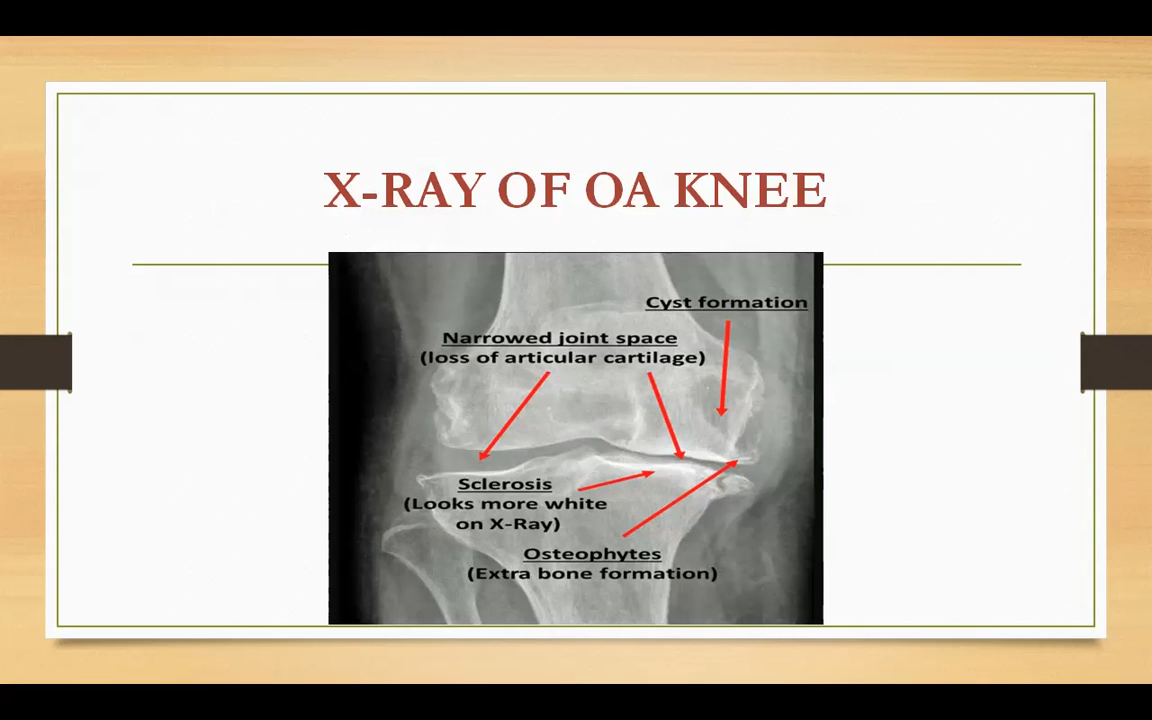 X-RAY OF OA KNEE
Cyst formation
Narrowed joint space
(loss of articular cartilage)
Sclerosis
(Looks more white
on X-Ray)
Osteophytes
(Extra bone formation)